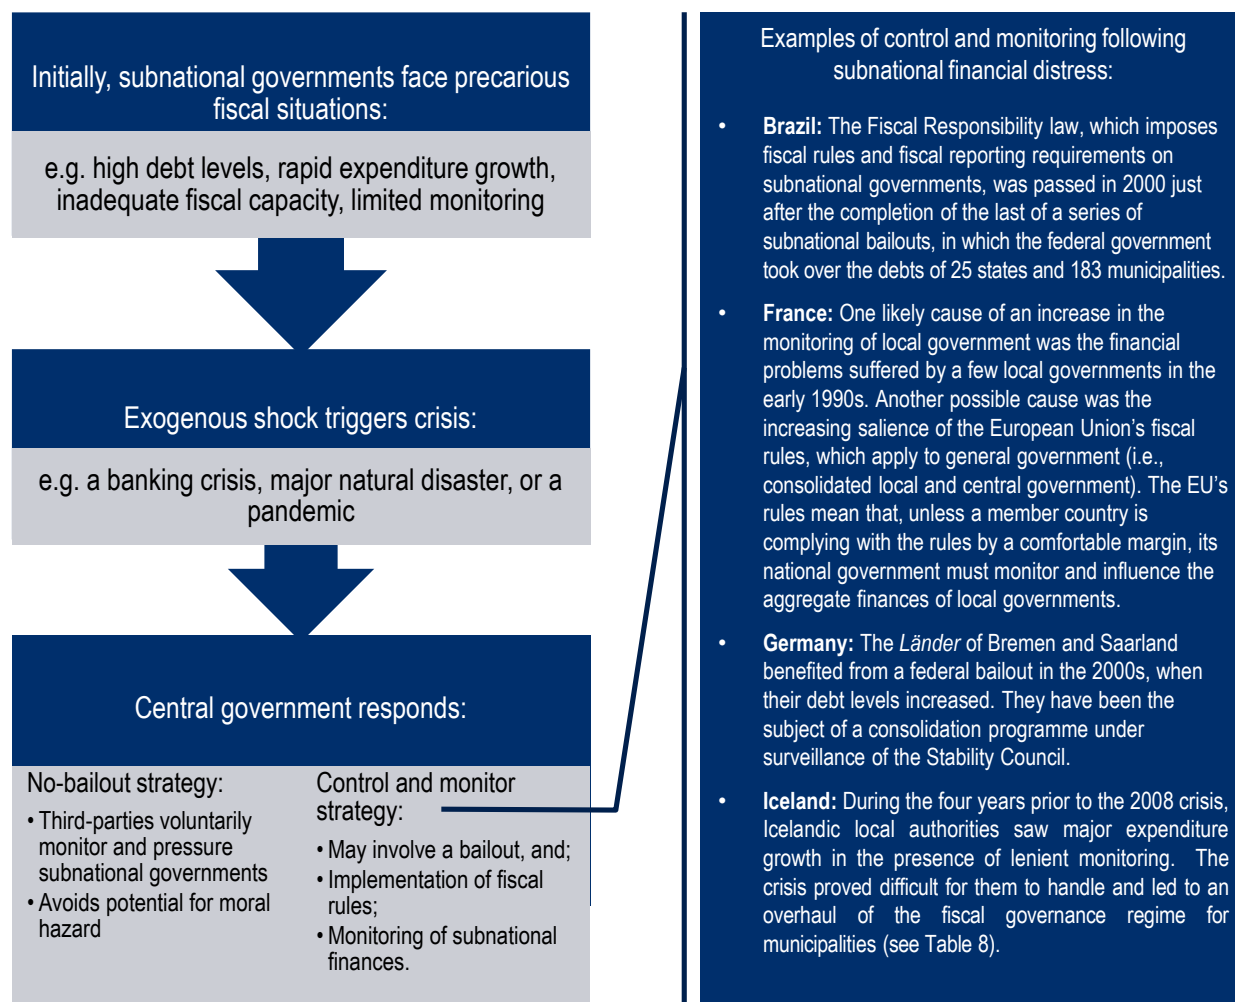 Initially, subnational governments face precarious
fiscal situations:
e.g. high debt levels, rapid expenditure growth,
inadequate fiscal capacity, limited monitoring
Exogenous shock triggers crisis:
e.g. a banking crisis, major natural disaster, or a
pandemic
Central government responds:
No-bailout strategy:
• Third-parties voluntarily
monitor and pressure
subnational governments
• Avoids potential for moral
hazard
Control and monitor
strategy:
• May involve a bailout, and;
• Implementation of fiscal
rules;
• Monitoring of subnational
finances.
Examples of control and monitoring following
subnational financial distress:
• Brazil: The Fiscal Responsibility law, which imposes
fiscal rules and fiscal reporting requirements on
subnational governments, was passed in 2000 just
after the completion of the last of a series of
subnational bailouts, in which the federal government
took over the debts of 25 states and 183 municipalities.
• France: One likely cause of an increase in the
monitoring of local government was the financial
problems suffered by a few local governments in the
early 1990s. Another possible cause was the
increasing salience of the European Union’s fiscal
rules, which apply to general government (i.e.,
consolidated local and central government). The EU’s
rules mean that, unless a member country is
complying with the rules by a comfortable margin, its
national government must monitor and influence the
aggregate finances of local governments.
• Germany: The Länder of Bremen and Saarland
benefited from a federal bailout in the 2000s, when
their debt levels increased. They have been the
subject of a consolidation programme under
surveillance of the Stability Council.
• Iceland: During the four years prior to the 2008 crisis,
Icelandic local authorities saw major expenditure
growth in the presence of lenient monitoring. The
crisis proved difficult for them to handle and led to an
overhaul of the fiscal governance regime for
municipalities (see Table 8).